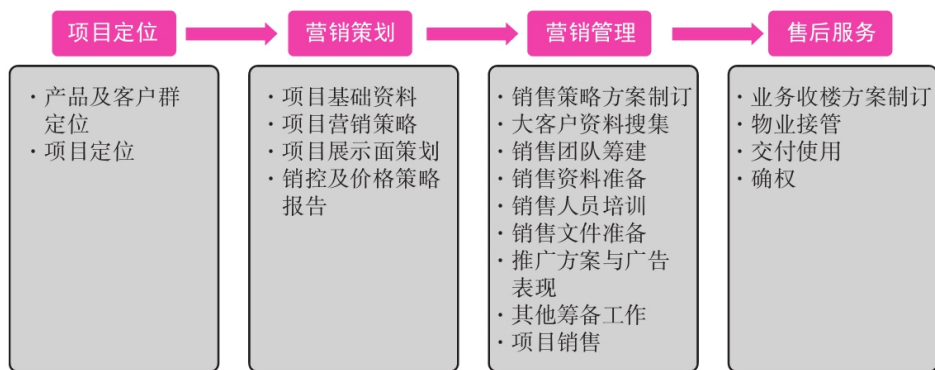 项目定位
营销策划
营销管理
售后服务
·产品及客户群
定位
·项目定位
·项目基础资料
·项目营销策略
·项目展示面策划
·销控及价格策略
报告
·销售策略方案制订
·大客户资料搜集
·销售团队筹建
·销售资料准备
·销售人员培训
·销售文件准备
·推广方案与广告
表现
·其他筹备工作
·项目销售
·业务收楼方案制订
·物业接管
·交付使用
·确权